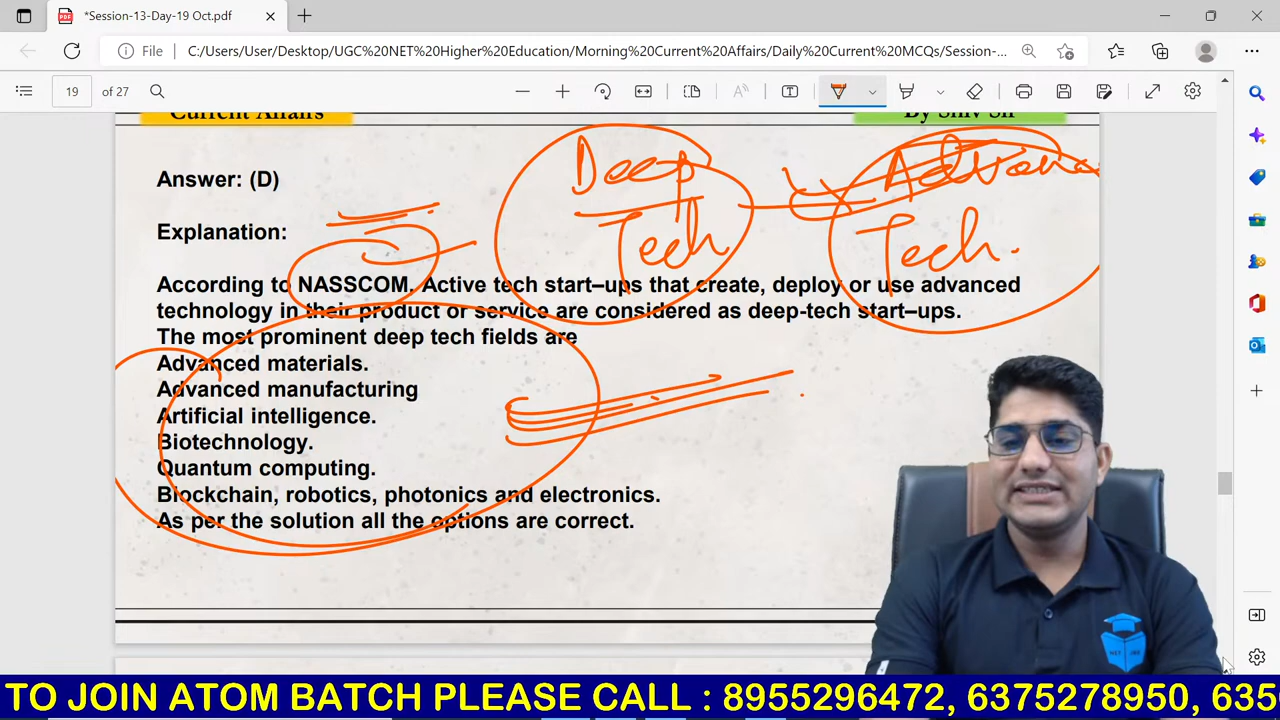 *Session-13-Day-19 Oct.pdf
File
C:/Users/User/Desktop/UGC%20NET%20Higher%20Education/Morning%20Current%20Affairs/Daily%20Current%20MCQs/Session-...
19
of 27
Current Affairs
By Shiv Sir
Deep
Tech
Tech.
Answer: (D)
Explanation:
According to NASSCOM. Active tech start–ups that create, deploy or use advanced
technology in their product or service are considered as deep-tech start–ups.
The most prominent deep tech fields are
Advanced materials.
Advanced manufacturing
Artificial intelligence.
Biotechnology.
Quantum computing.
Blockchain, robotics, photonics and electronics.
As per the solution all the options are correct.
NET JRF
TO JOIN ATOM BATCH PLEASE CALL : 8955296472, 6375278950, 635